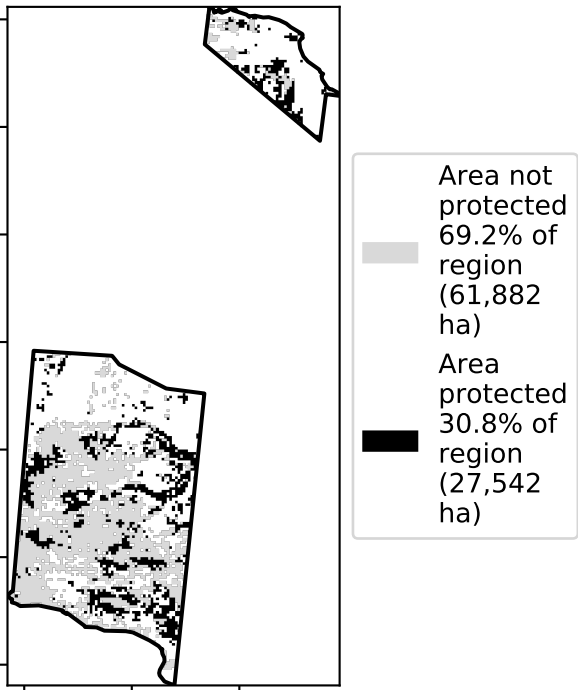 Area not
protected
69.2% of
region
(61,882
ha)
Area
protected
30.8% of
region
(27,542
ha)